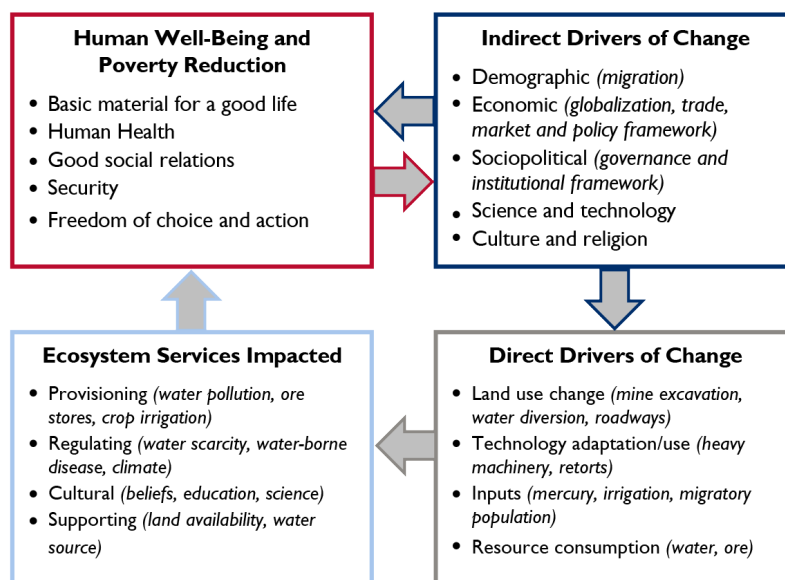 Human Well-Being and
Poverty Reduction
• Basic material for a good life
• Human Health
• Good social relations
• Security
• Freedom of choice and action
Indirect Drivers of Change
• Demographic (migration)
• Economic (globalization, trade,
market and policy framework)
• Sociopolitical (governance and
institutional framework)
• Science and technology
• Culture and religion
Ecosystem Services Impacted
• Provisioning (water pollution, ore
stores, crop irrigation)
• Regulating (water scarcity, water-borne
disease, climate)
• Cultural (beliefs, education, science)
• Supporting (land availability, water
source)
Direct Drivers of Change
• Land use change (mine excavation,
water diversion, roadways)
• Technology adaptation/use (heavy
machinery, retorts)
• Inputs (mercury, irrigation, migratory
population)
• Resource consumption (water, ore)